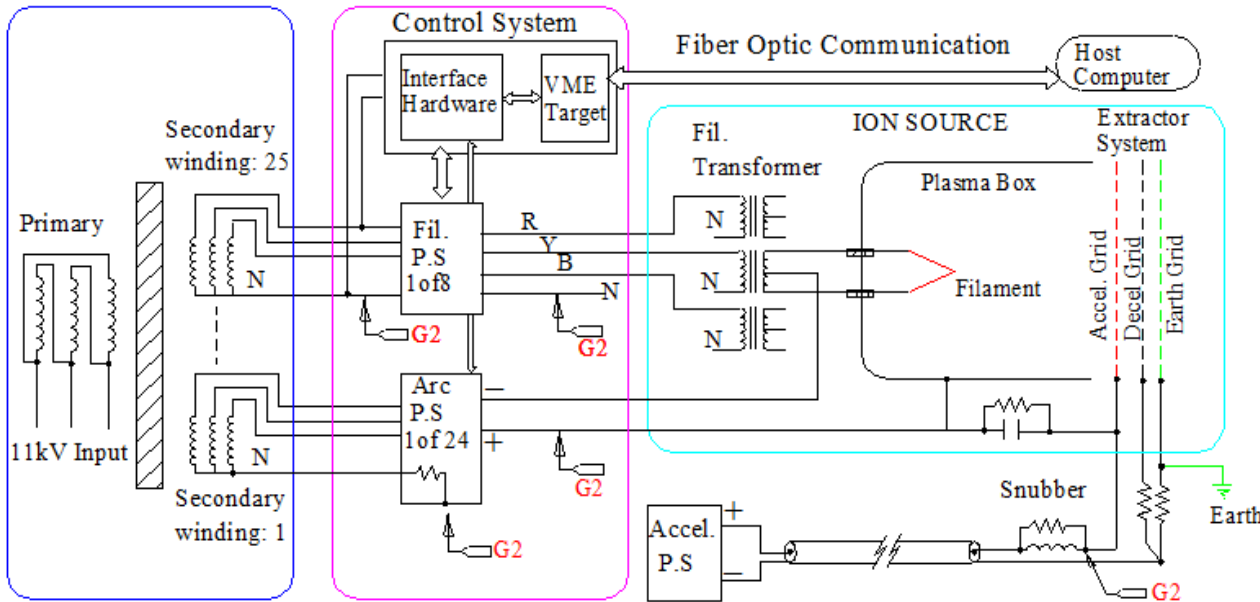 Control System
Fiber Optic Communication
Host
Computer
Interface
Hardware
VME
Target
Secondary
winding: 25
Primary
N
11kV Input
Secondary
winding: 1
N
Fil.
P.S
1of8
R
Y
B
N
G2
G2
Arc
P.S
1of 24
−
+
G2
G2
ION SOURCE
Fil.
Transformer
N
N
N
Plasma Box
Filament
Extractor
System
Accel. Grid
Decel Grid
Earth Grid
Snubber
Earth
Accel.
P.S
+
−
G2